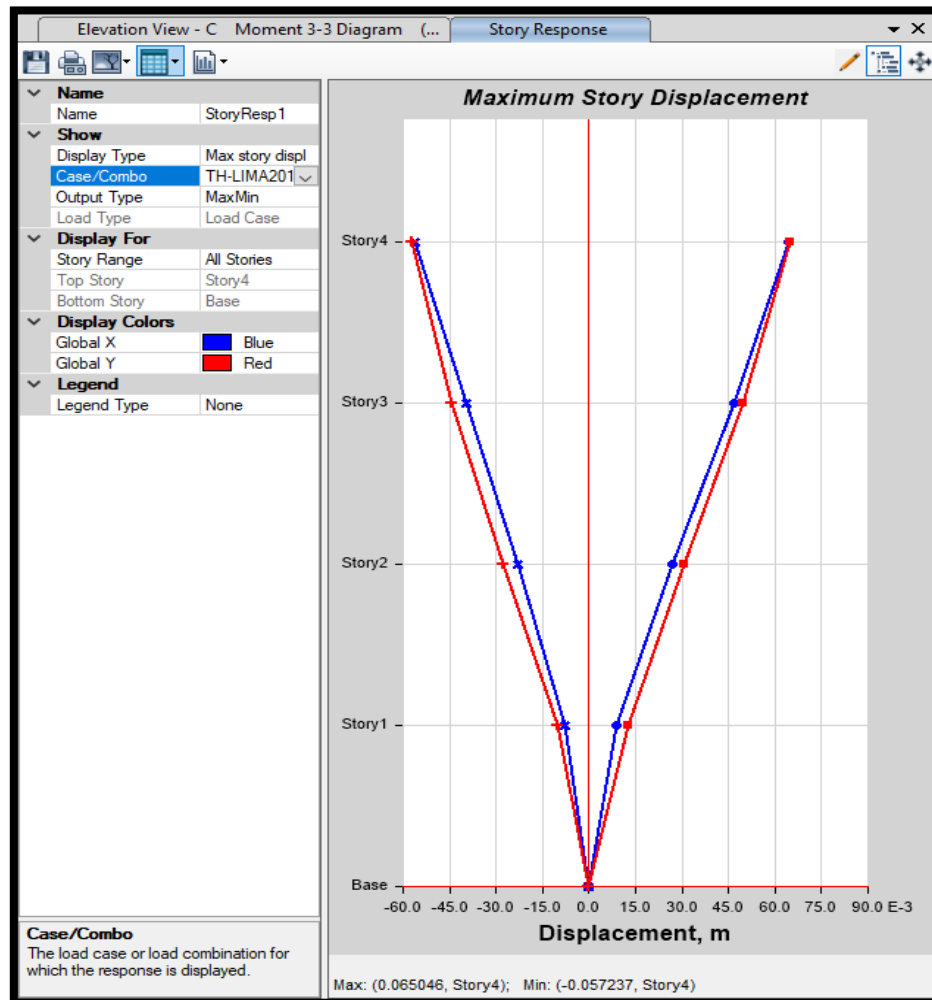 Elevation View - C   Moment 3-3 Diagram   (...   Story Response
Name
Name   StoryResp1
Show
Display Type   Max story displ
Case/Combo   TH-LIMA201
Output Type   MaxMin
Load Type   Load Case
Display For
Story Range   All Stories
Top Story   Story4
Bottom Story   Base
Display Colors
Global X   Blue
Global Y   Red
Legend
Legend Type   None
Case/Combo
The load case or load combination for
which the response is displayed.
Maximum Story Displacement
Story4
Story3
Story2
Story1
Base
-60.0   -45.0   -30.0   -15.0   0.0   15.0   30.0   45.0   60.0   75.0   90.0 E-3
Displacement, m
Max: (0.065046, Story4);   Min: (-0.057237, Story4)